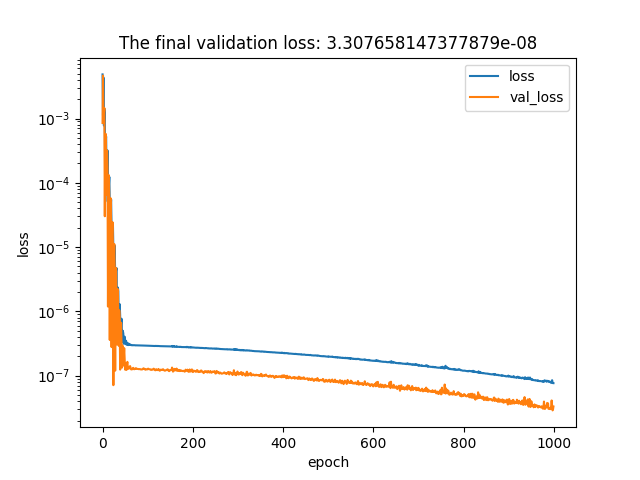 The final validation loss: 3.307658147377879e-08
loss
val_loss
10⁻³
10⁻⁴
10⁻⁵
10⁻⁶
10⁻⁷
loss
0 200 400 600 800 1000
epoch